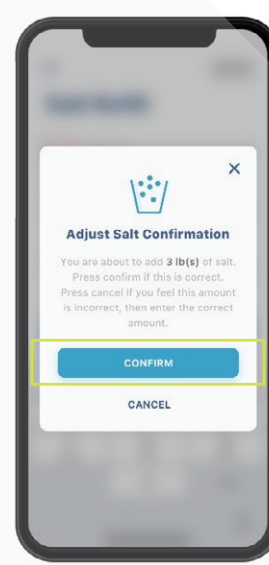 Adjust Salt Confirmation
You are about to add 3 lb(s) of salt.
Press confirm if this is correct.
Press cancel if you feel this amount
is incorrect, then enter the correct
amount.
CONFIRM
CANCEL